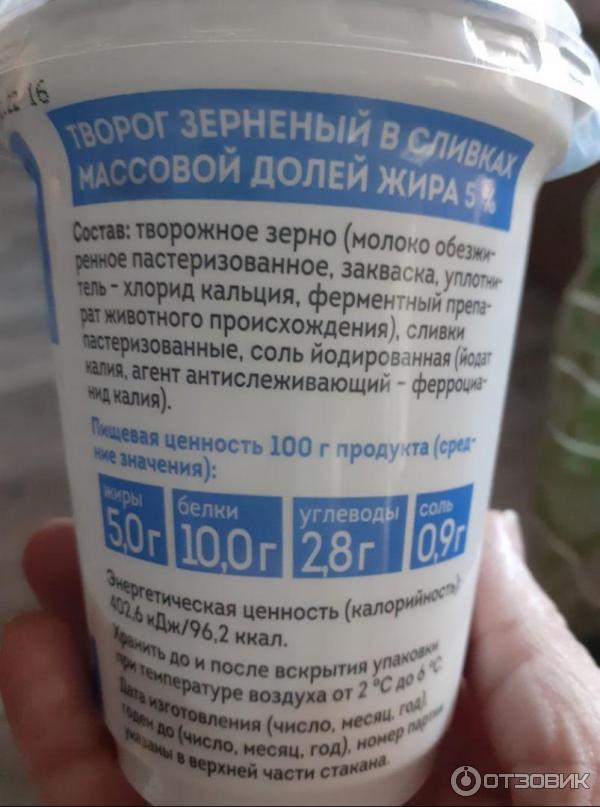 .22 16
ТВОРОГ ЗЕРНЕНЫЙ В СЛИВКАХ
МАССОВОЙ ДОЛЕЙ ЖИРА 5%
Состав: творожное зерно (молоко обезжи-
ренное пастеризованное, закваска, уплотни-
тель – хлорид кальция, ферментный препа-
рат животного происхождения), сливки
пастеризованные, соль йодированная (йодат
калия, агент антислеживающий – ферроциа-
нид калия).
Пищевая ценность 100 г продукта (сред-
ние значения):
жиры белки углеводы соль
5,0г 10,0г 2,8г 0,9г
Энергетическая ценность (калорийность):
402,6 кДж/96,2 ккал.
Хранить до и после вскрытия упаковки
при температуре воздуха от 2 °С до 6 °С.
Дата изготовления (число, месяц, год),
годен до (число, месяц, год), номер партии
указаны в верхней части стакана.
ОТЗОВИК